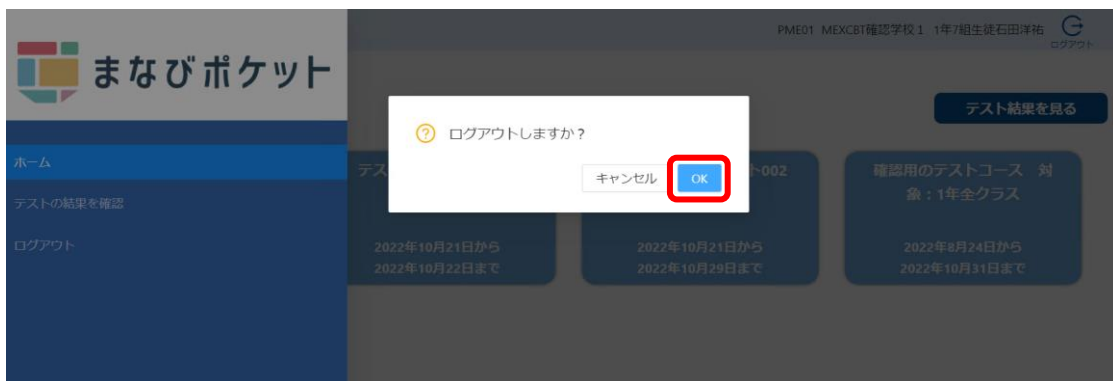 PME01 MEXCBT確認学校1 1年7組生徒石田洋祐
ログアウト
まなびポケット
テスト結果を見る
ログアウトしますか?
キャンセル
OK
ホーム
テストの結果を確認
ログアウト
テス
ト002
確認用のテストコース 対
象:1年全クラス
2022年10月21日から
2022年10月22日まで
2022年10月21日から
2022年10月29日まで
2022年8月24日から
2022年10月31日まで